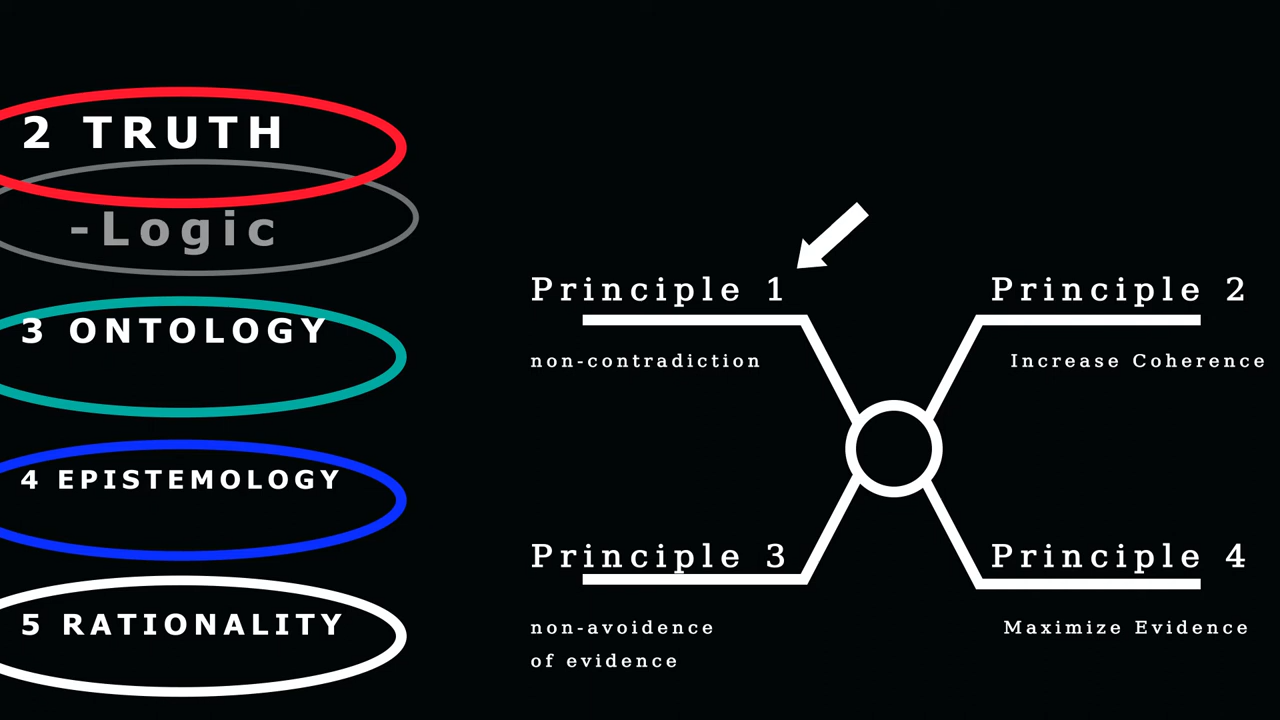 2 TRUTH
-Logic
3 ONTOLOGY
4 EPISTEMOLOGY
5 RATIONALITY
Principle 1
non-contradiction
Principle 2
Increase Coherence
Principle 3
non-avoidence
of evidence
Principle 4
Maximize Evidence